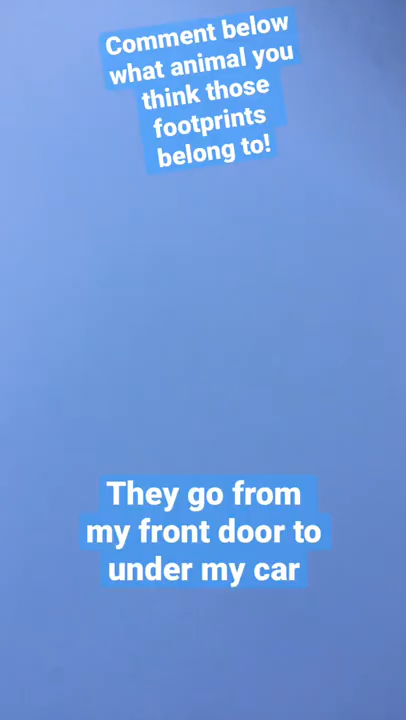 Comment below
what animal you
think those
footprints
belong to!
They go from
my front door to
under my car